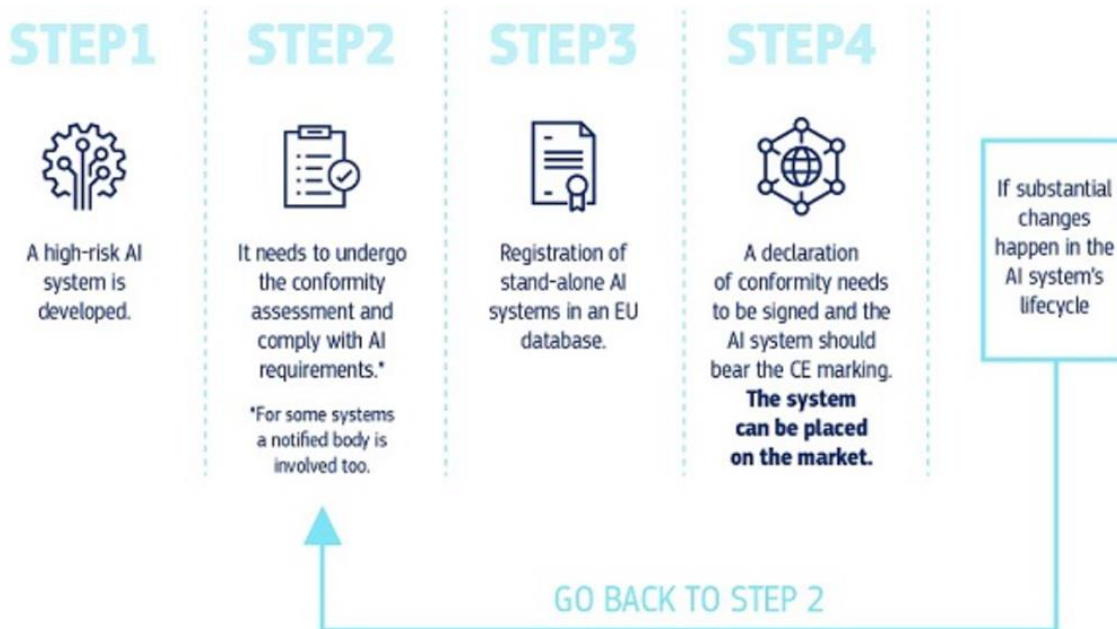 STEP1
A high-risk AI
system is
developed.
STEP2
It needs to undergo
the conformity
assessment and
comply with AI
requirements.*
*For some systems
a notified body is
involved too.
STEP3
Registration of
stand-alone AI
systems in an EU
database.
STEP4
A declaration
of conformity needs
to be signed and the
AI system should
bear the CE marking.
The system
can be placed
on the market.
If substantial
changes
happen in the
AI system's
lifecycle
GO BACK TO STEP 2